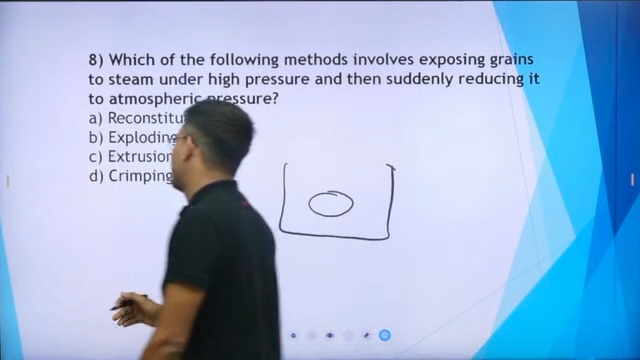 8) Which of the following methods involves exposing grains
to steam under high pressure and then suddenly reducing it
to atmospheric pressure?
a) Reconstitu
b) Exploding
c) Extrusion
d) Crimping